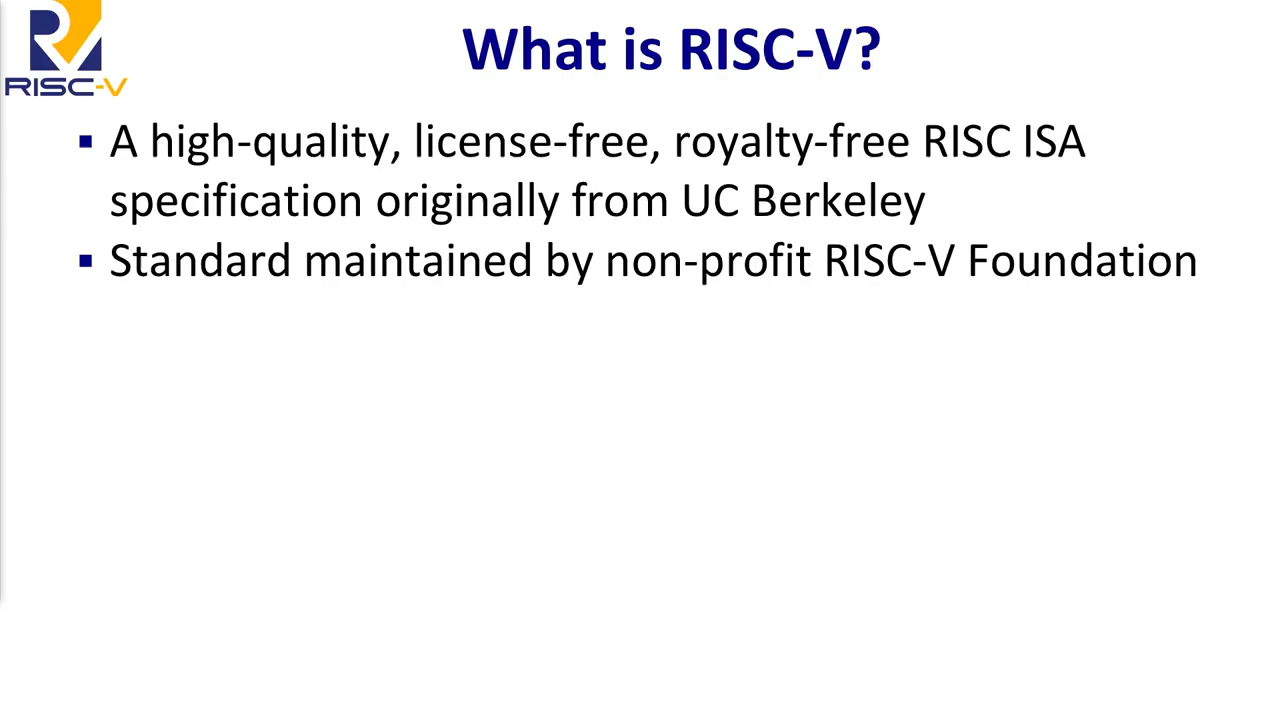 RISC-V
What is RISC-V?
▪ A high-quality, license-free, royalty-free RISC ISA
specification originally from UC Berkeley
▪ Standard maintained by non-profit RISC-V Foundation